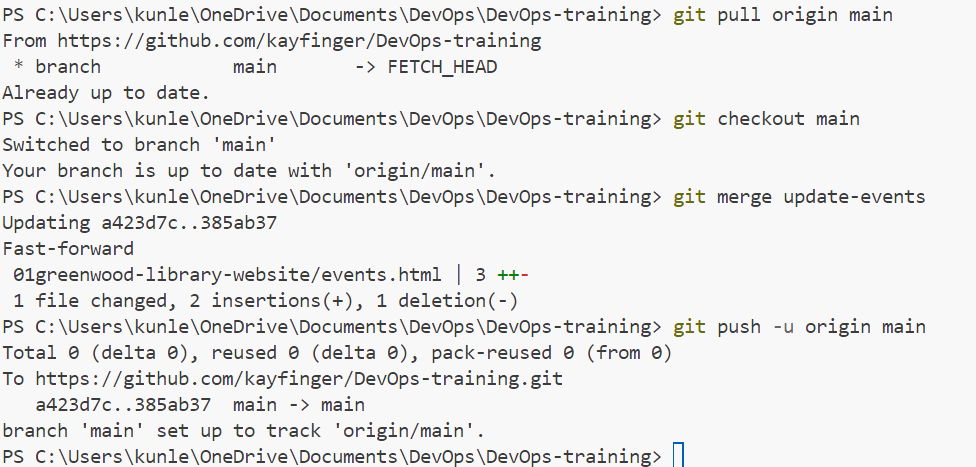 PS C:\Users\kunle\OneDrive\Documents\DevOps\DevOps-training> git pull origin main
From https://github.com/kayfinger/DevOps-training
 * branch            main       -> FETCH_HEAD
Already up to date.
PS C:\Users\kunle\OneDrive\Documents\DevOps\DevOps-training> git checkout main
Switched to branch 'main'
Your branch is up to date with 'origin/main'.
PS C:\Users\kunle\OneDrive\Documents\DevOps\DevOps-training> git merge update-events
Updating a423d7c..385ab37
Fast-forward
 01greenwood-library-website/events.html | 3 ++-
 1 file changed, 2 insertions(+), 1 deletion(-)
PS C:\Users\kunle\OneDrive\Documents\DevOps\DevOps-training> git push -u origin main
Total 0 (delta 0), reused 0 (delta 0), pack-reused 0 (from 0)
To https://github.com/kayfinger/DevOps-training.git
   a423d7c..385ab37  main -> main
branch 'main' set up to track 'origin/main'.
PS C:\Users\kunle\OneDrive\Documents\DevOps\DevOps-training>